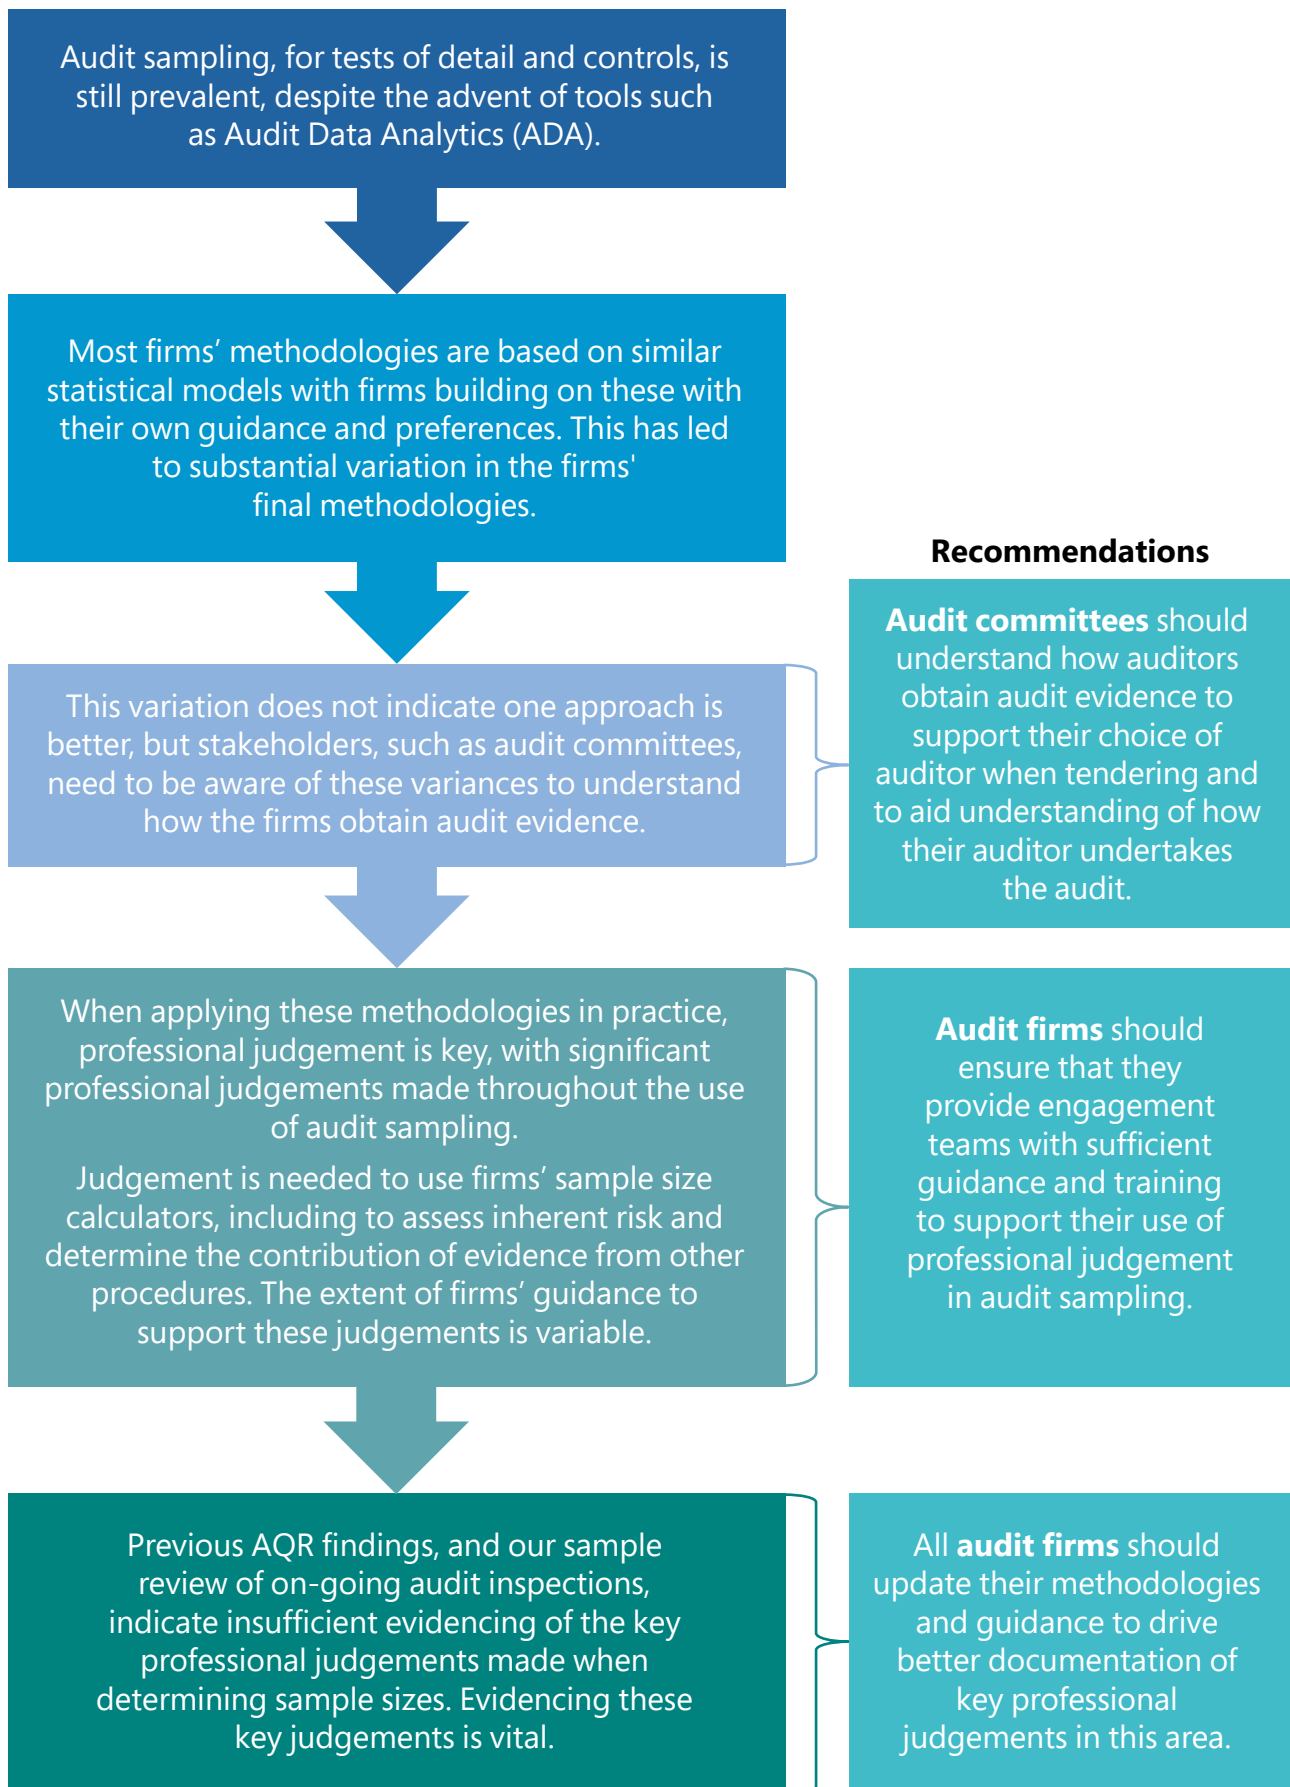 Audit sampling, for tests of detail and controls, is
still prevalent, despite the advent of tools such
as Audit Data Analytics (ADA).
Most firms’ methodologies are based on similar
statistical models with firms building on these with
their own guidance and preferences. This has led
to substantial variation in the firms'
final methodologies.
Recommendations
This variation does not indicate one approach is
better, but stakeholders, such as audit committees,
need to be aware of these variances to understand
how the firms obtain audit evidence.
Audit committees should
understand how auditors
obtain audit evidence to
support their choice of
auditor when tendering and
to aid understanding of how
their auditor undertakes
the audit.
When applying these methodologies in practice,
professional judgement is key, with significant
professional judgements made throughout the use
of audit sampling.
Judgement is needed to use firms’ sample size
calculators, including to assess inherent risk and
determine the contribution of evidence from other
procedures. The extent of firms’ guidance to
support these judgements is variable.
Audit firms should
ensure that they
provide engagement
teams with sufficient
guidance and training
to support their use of
professional judgement
in audit sampling.
Previous AQR findings, and our sample
review of on-going audit inspections,
indicate insufficient evidencing of the key
professional judgements made when
determining sample sizes. Evidencing these
key judgements is vital.
All audit firms should
update their methodologies
and guidance to drive
better documentation of
key professional
judgements in this area.